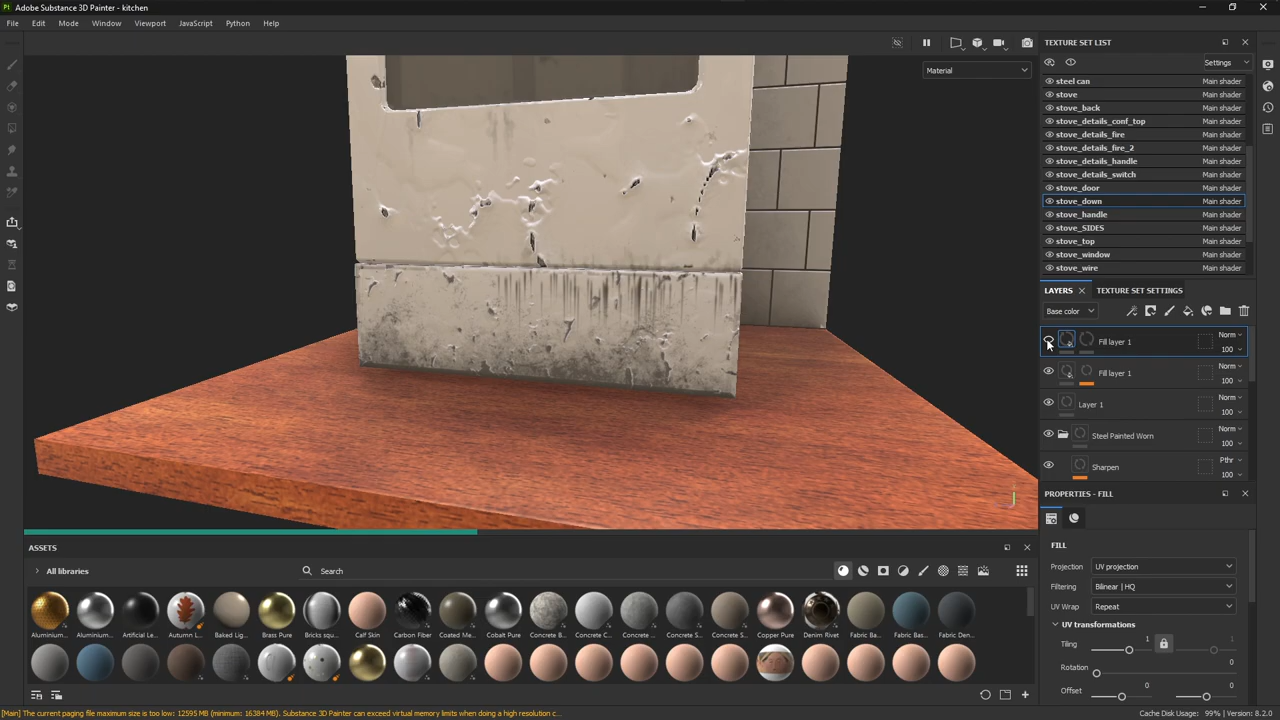 Adobe Substance 3D Painter - kitchen
File Edit Mode Window Viewport JavaScript Python Help
Material
TEXTURE SET LIST
Settings
steel can Main shader
stove Main shader
stove_back Main shader
stove_details_conf_top Main shader
stove_details_fire Main shader
stove_details_fire_2 Main shader
stove_details_handle Main shader
stove_details_switch Main shader
stove_door Main shader
stove_down Main shader
stove_handle Main shader
stove_SIDES Main shader
stove_top Main shader
stove_window Main shader
stove_wire Main shader
LAYERS TEXTURE SET SETTINGS
Base color
Fill layer 1 Norm 100
Fill layer 1 Norm 100
Layer 1 Norm 100
Steel Painted Worn Norm 100
Sharpen Pthr 100
PROPERTIES - FILL
FILL
Projection UV projection
Filtering Bilinear | HQ
UV Wrap Repeat
UV transformations
Tiling 1 1
Rotation 0
Offset 0 0
ASSETS
All libraries Search
Aluminium... Aluminium... Artificial Le... Autumn L... Baked Lig... Brass Pure Bricks squ... Calf Skin Carbon Fiber Coated Me... Cobalt Pure Concrete B... Concrete C... Concrete ... Concrete S... Concrete S... Copper Pure Denim Rivet Fabric Ba... Fabric Bas... Fabric Den...
[Main] The current paging file maximum size is too low: 12595 MB (minimum: 16384 MB). Substance 3D Painter can exceed virtual memory limits when doing a high resolution c...
Cache Disk Usage: 99% | Version: 8.2.0